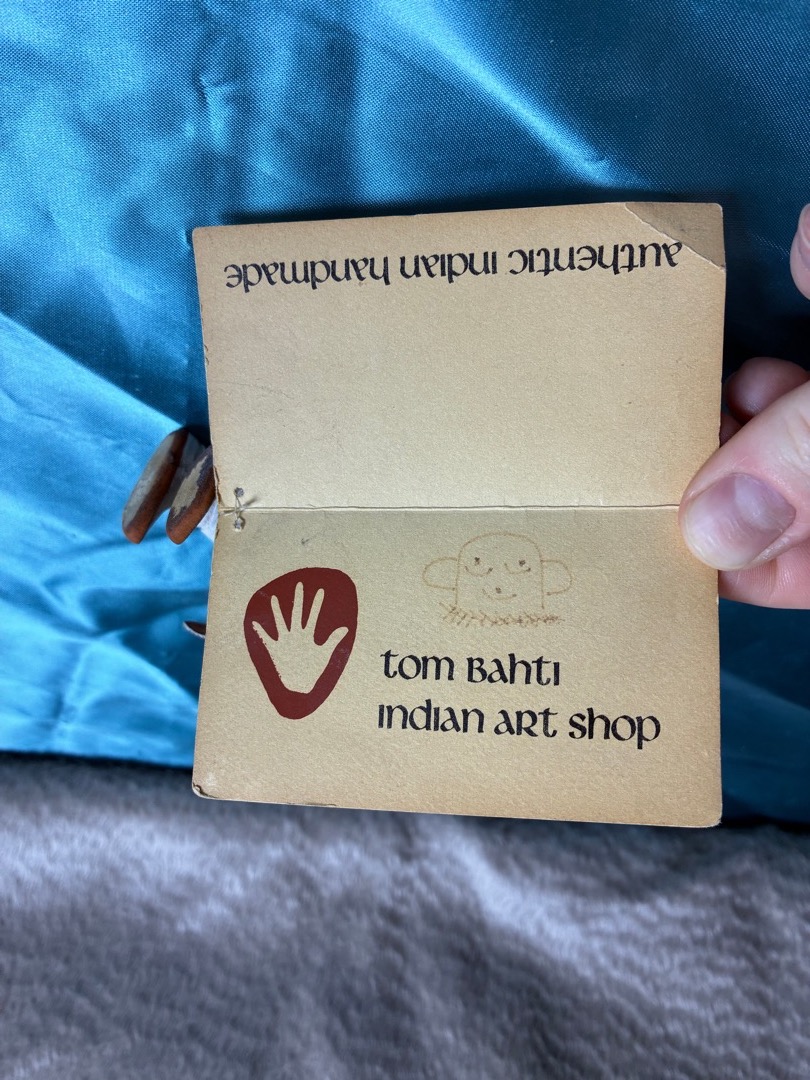 authentic indian handmade
tom Bahti
indian art shop